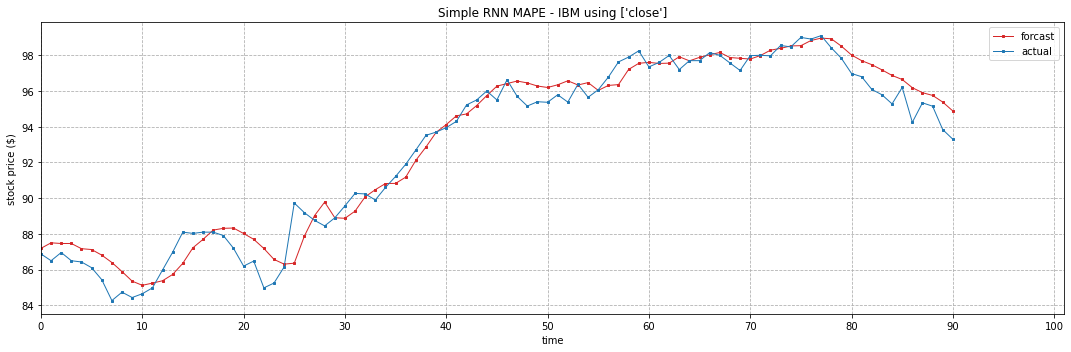 Simple RNN MAPE - IBM using ['close']
forcast
actual
stock price ($)
98
96
94
92
90
88
86
84
0 10 20 30 40 50 60 70 80 90 100
time